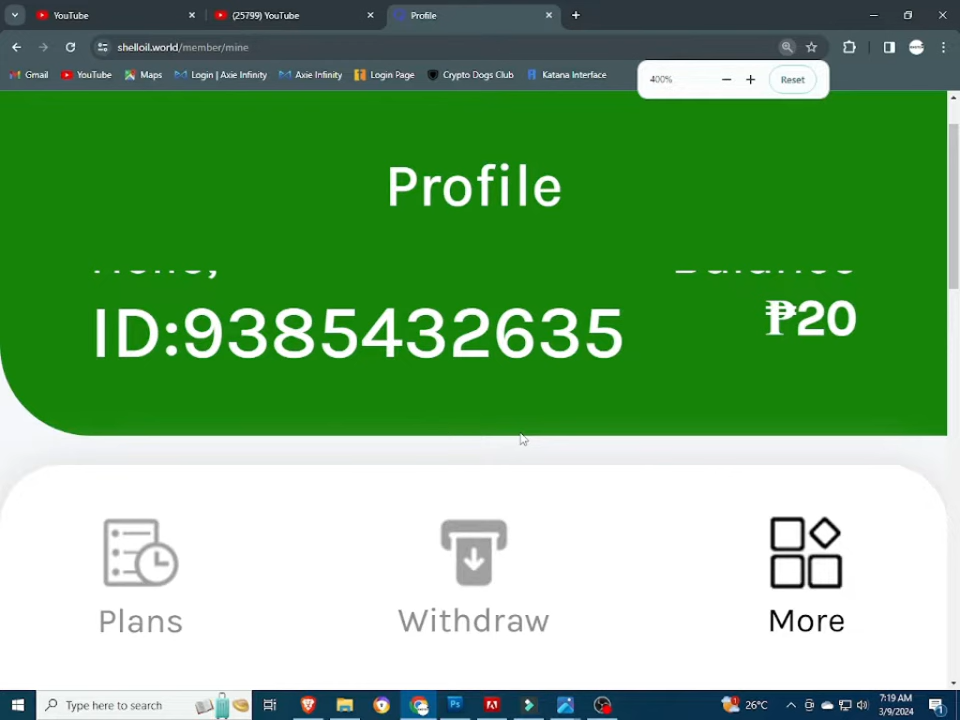 YouTube
(25799) YouTube
Profile
shelloil.world/member/mine
Gmail
YouTube
Maps
Login | Axie Infinity
Axie Infinity
Login Page
Crypto Dogs Club
Katana Interface
400%
Reset
Profile
Hello,
Balance
ID:9385432635
₱20
Plans
Withdraw
More
Type here to search
26°C
7:19 AM
3/9/2024